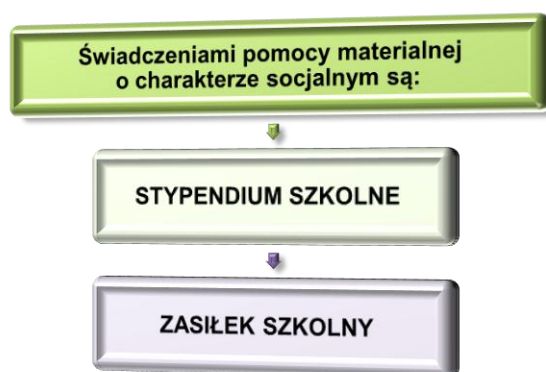 Świadczeniami pomocy materialnej
o charakterze socjalnym są:
STYPENDIUM SZKOLNE
ZASIŁEK SZKOLNY